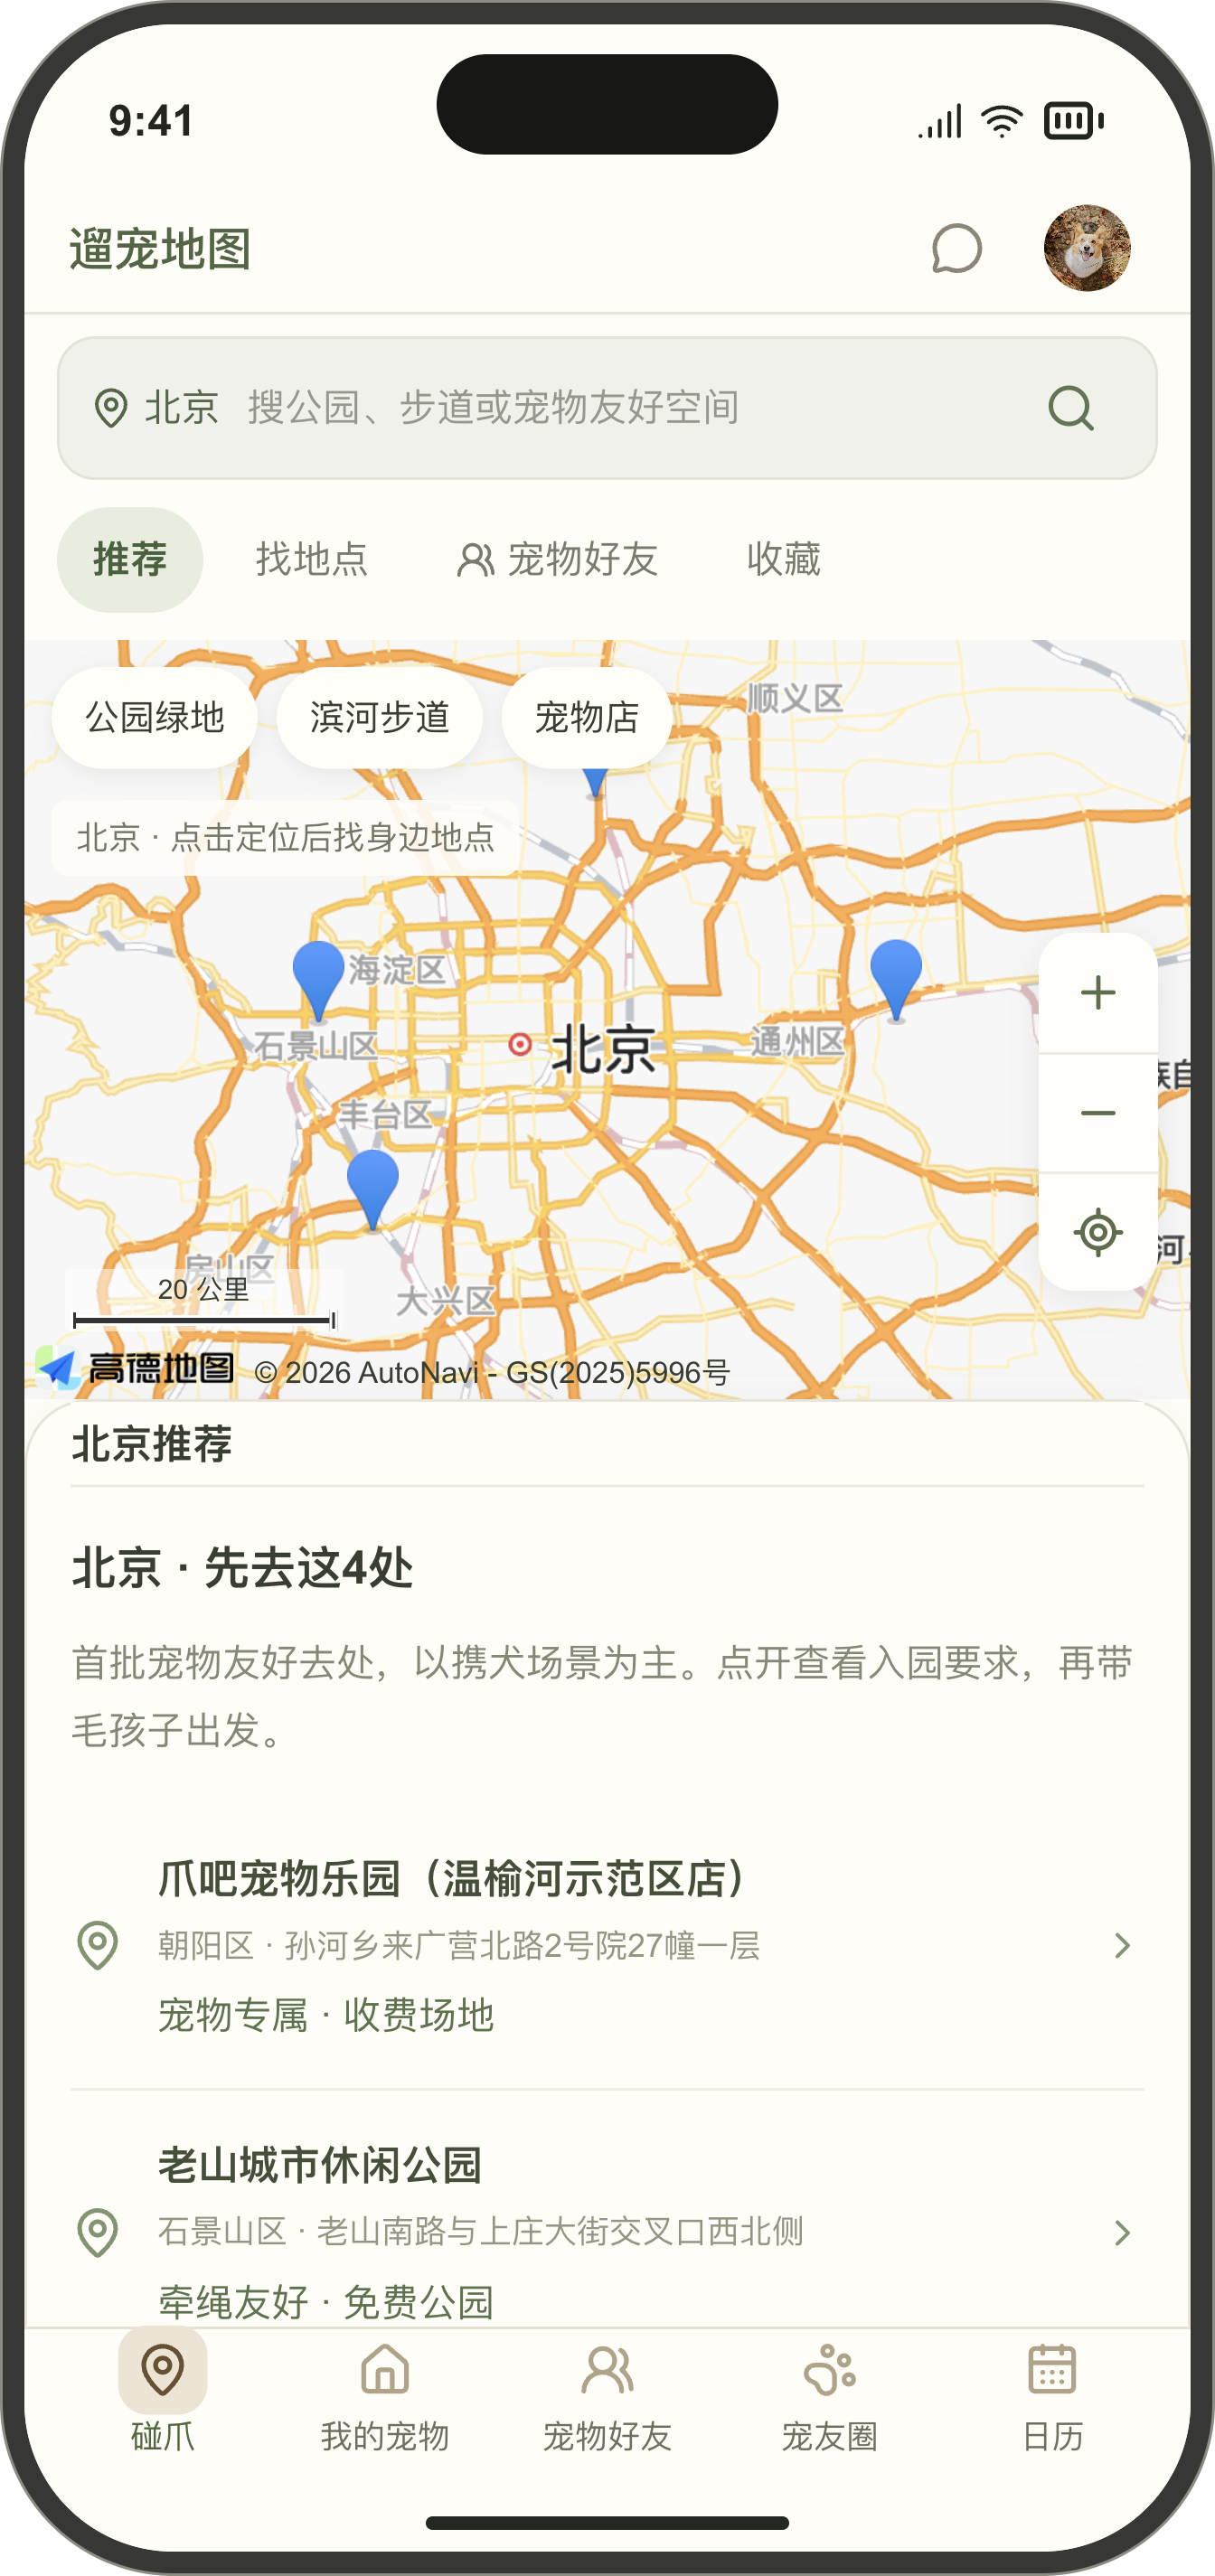 9:41
遛宠地图
北京 搜公园、步道或宠物友好空间
推荐 找地点 宠物好友 收藏
公园绿地 滨河步道 宠物店
顺义区
北京 · 点击定位后找身边地点
海淀区
石景山区
北京
通州区
族自
丰台区
房山区
河
20 公里
大兴区
高德地图 © 2026 AutoNavi - GS(2025)5996号
北京推荐
北京 · 先去这4处
首批宠物友好去处，以携犬场景为主。点开查看入园要求，再带
毛孩子出发。
爪吧宠物乐园（温榆河示范区店）
朝阳区 · 孙河乡来广营北路2号院27幢一层
宠物专属 · 收费场地
老山城市休闲公园
石景山区 · 老山南路与上庄大街交叉口西北侧
牵绳友好 · 免费公园
碰爪 我的宠物 宠物好友 宠友圈 日历